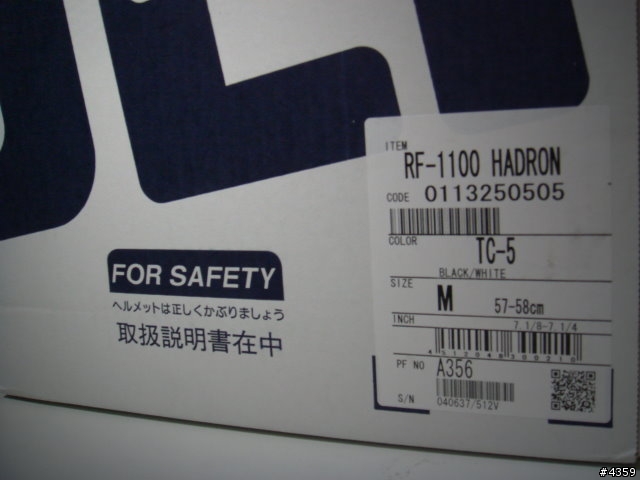 ITEM
RF-1100 HADRON
CODE 0113250505
COLOR
TC-5
BLACK/WHITE
SIZE
M 57-58cm
INCH
7 1/8-7 1/4
4512048300210
PF NO A356
S/N
040637/512V
FOR SAFETY
ヘルメットは正しくかぶりましょう
取扱説明書在中
#4359